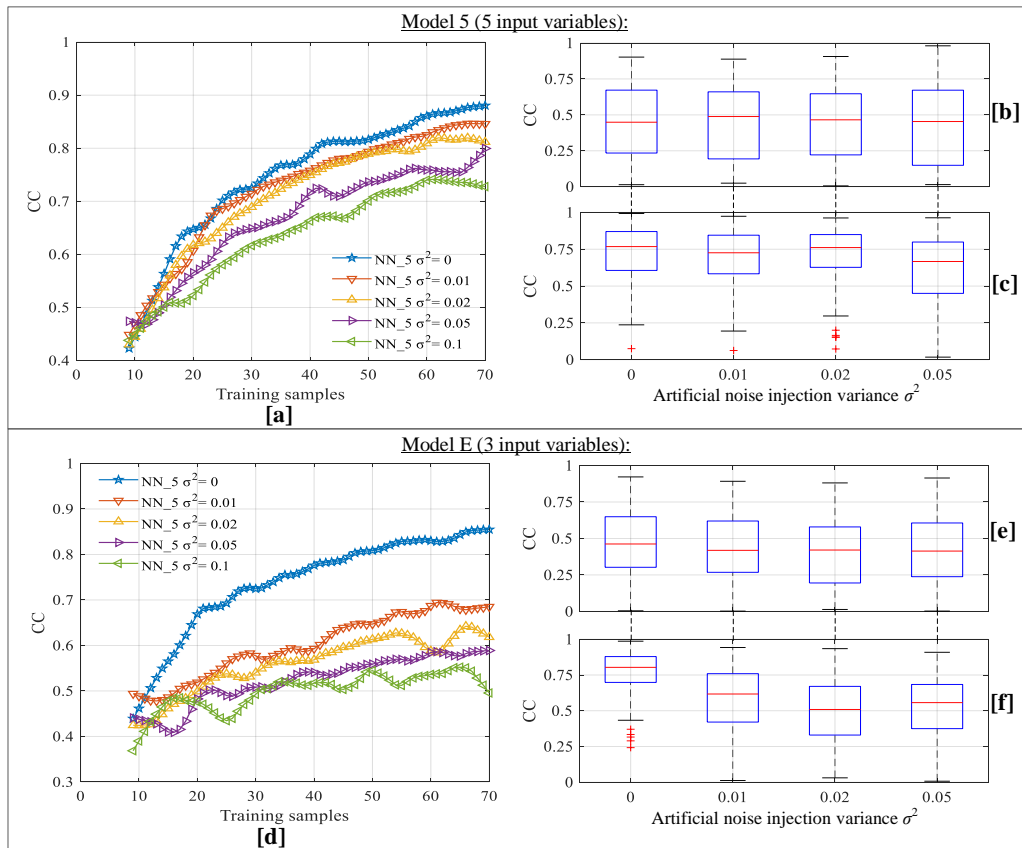 Model 5 (5 input variables):
1
0.9
0.8
0.7
0.6
0.5
0.4
CC
0 10 20 30 40 50 60 70
Training samples
[a]
NN_5 σ²= 0
NN_5 σ²= 0.01
NN_5 σ²= 0.02
NN_5 σ²= 0.05
NN_5 σ²= 0.1
1
0.75
0.5
0.25
0
CC
[b]
1
0.75
0.5
0.25
0
CC
[c]
0 0.01 0.02 0.05
Artificial noise injection variance σ²
Model E (3 input variables):
1
0.9
0.8
0.7
0.6
0.5
0.4
0.3
CC
0 10 20 30 40 50 60 70
Training samples
[d]
NN_5 σ²= 0
NN_5 σ²= 0.01
NN_5 σ²= 0.02
NN_5 σ²= 0.05
NN_5 σ²= 0.1
1
0.75
0.5
0.25
0
CC
[e]
1
0.75
0.5
0.25
0
CC
[f]
0 0.01 0.02 0.05
Artificial noise injection variance σ²